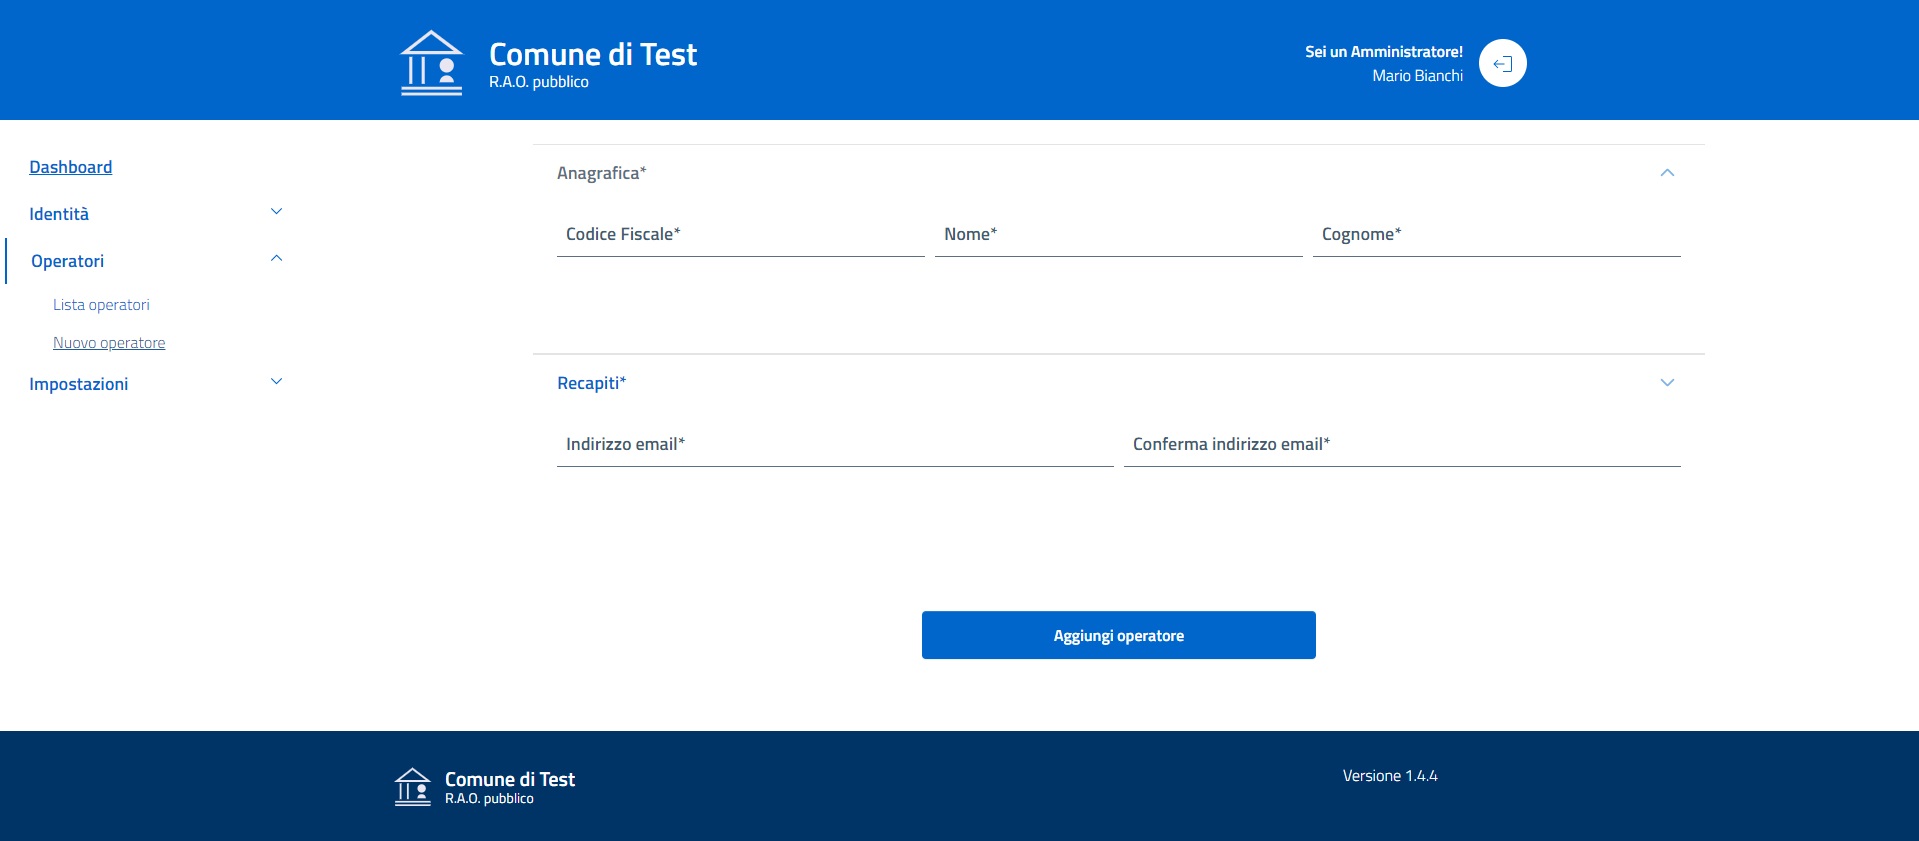 Comune di Test
R.A.O. pubblico
Sei un Amministratore!
Mario Bianchi
Dashboard
Identità
Operatori
Lista operatori
Nuovo operatore
Impostazioni
Anagrafica*
Codice Fiscale* Nome* Cognome*
Recapiti*
Indirizzo email* Conferma indirizzo email*
Aggiungi operatore
Comune di Test
R.A.O. pubblico
Versione 1.4.4